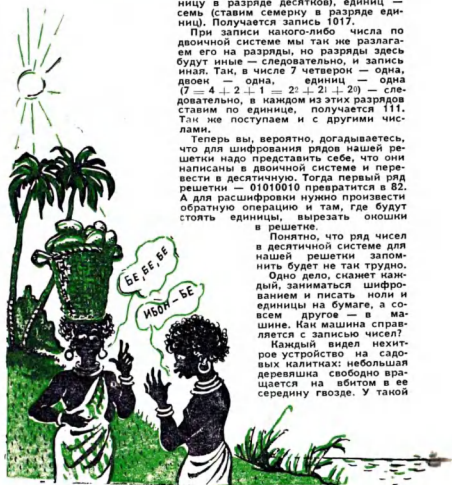 ницу в разряде десятков), единиц —
семь (ставим семерку в разряде еди-
ниц). Получается запись 1017.
При записи какого-либо числа по
двоичной системе мы так же разлага-
ем его на разряды, но разряды здесь
будут иные — следовательно, и запись
иная. Так, в числе 7 четверок — одна,
двоек — одна, единиц — одна
(7 = 4 + 2 + 1 = 2² + 2¹ + 2⁰) — сле-
довательно, в каждом из этих разрядов
ставим по единице, получается 111.
Так же поступаем и с другими чис-
лами.
Теперь вы, вероятно, догадываетесь,
что для шифрования рядов нашей ре-
шетки надо представить себе, что они
написаны в двоичной системе и пере-
вести в десятичную. Тогда первый ряд
решетки — 01010010 превратится в 82.
А для расшифровки нужно произвести
обратную операцию и там, где будут
стоять единицы, вырезать окошки
в решетке.
Понятно, что ряд чисел
в десятичной системе для
нашей решетки запом-
нить будет не так трудно.
Одно дело, скажет каж-
дый, заниматься шифро-
ванием и писать ноли и
единицы на бумаге, а со-
всем другое — в ма-
шине. Как машина справ-
ляется с записью чисел?
Каждый видел нехит-
рое устройство на садо-
вых калитках: небольшая
деревяшка свободно вра-
щается на вбитом в ее
середину гвозде. У такой
БЕ, БЕ, БЕ
ИБОЙ — БЕ